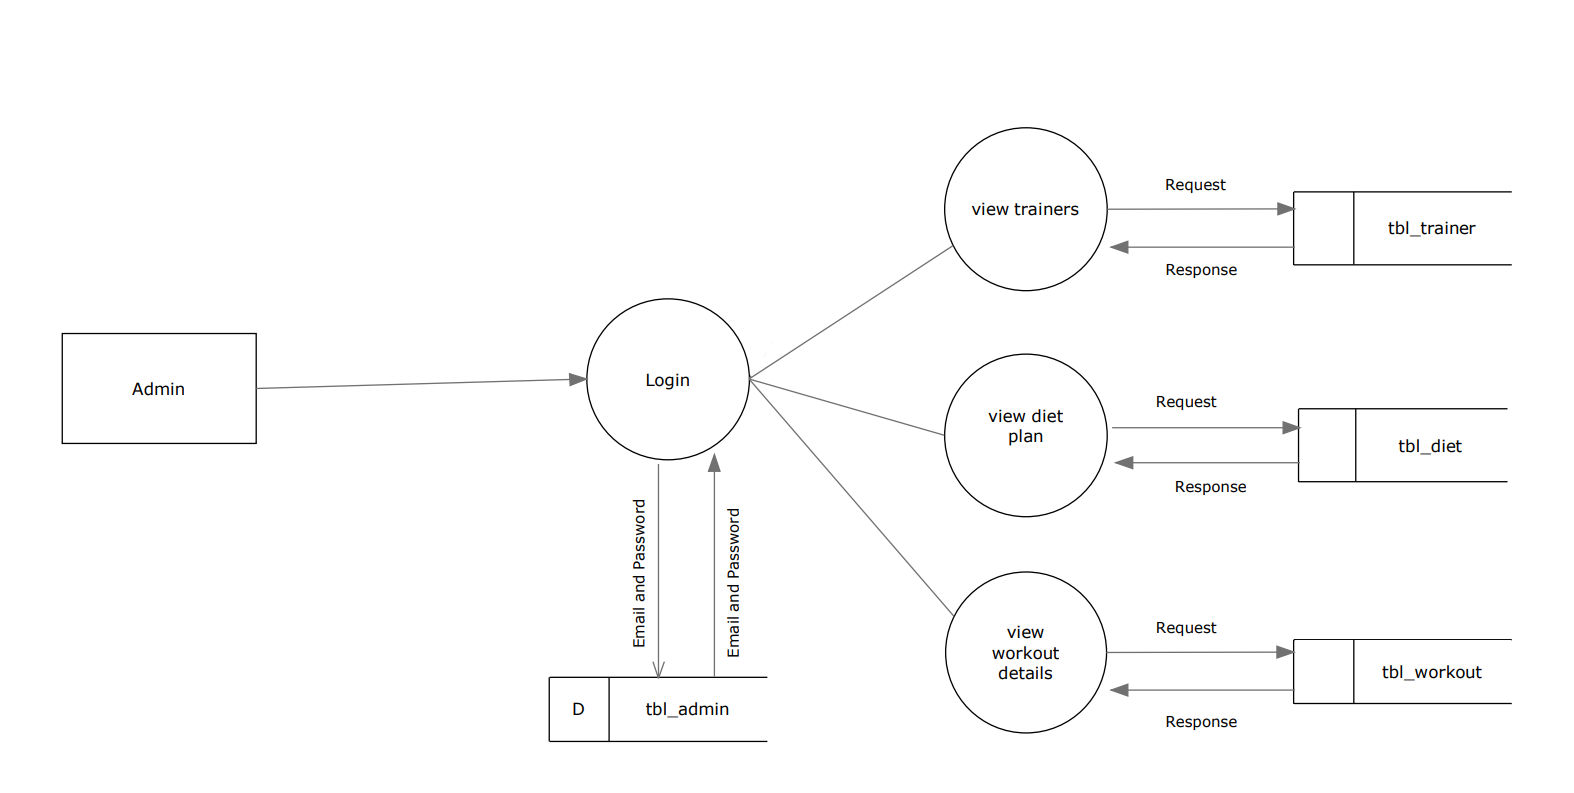 view trainers
Request
Response
tbl_trainer
Admin
Login
view diet
plan
Request
Response
tbl_diet
Email and Password
Email and Password
view
workout
details
Request
Response
tbl_workout
D
tbl_admin